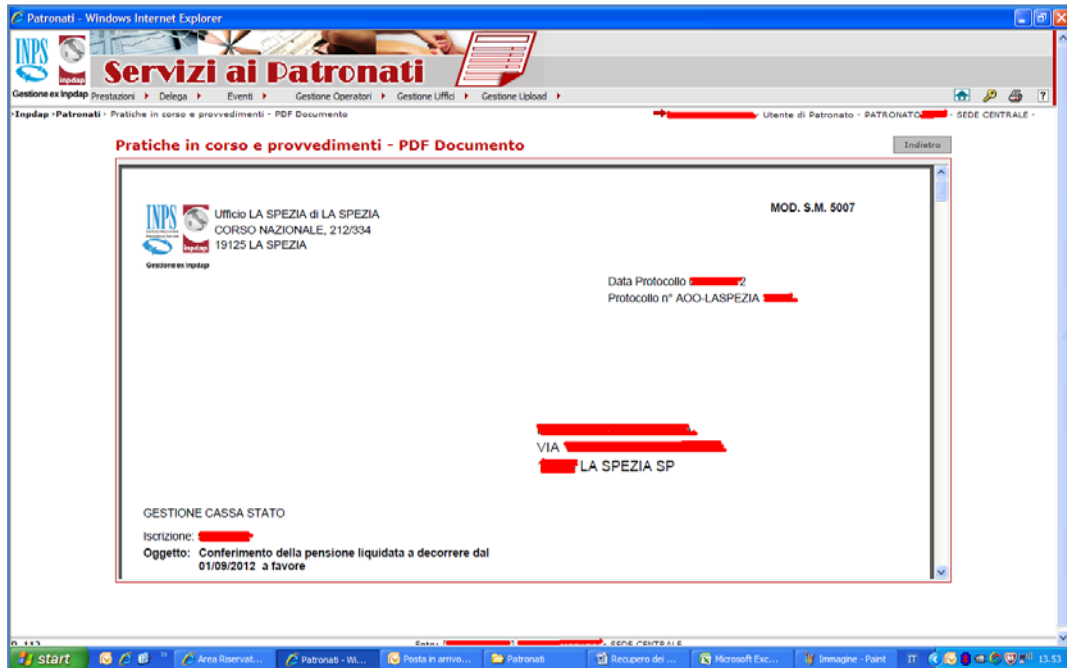 Patronati - Windows Internet Explorer
INPS
inpdap
Gestione ex Inpdap
Servizi ai Patronati
Prestazioni Delega Eventi Gestione Operatori Gestione Uffici Gestione Upload
?
>Inpdap >Patronati> Pratiche in corso e provvedimenti - PDF Documento
Utente di Patronato - PATRONATO - SEDE CENTRALE -
Pratiche in corso e provvedimenti - PDF Documento
Indietro
INPS
inpdap
Gestione ex Inpdap
Ufficio LA SPEZIA di LA SPEZIA
CORSO NAZIONALE, 212/334
19125 LA SPEZIA
MOD. S.M. 5007
Data Protocollo 2
Protocollo n° AOO-LASPEZIA
VIA
LA SPEZIA SP
GESTIONE CASSA STATO
Iscrizione:
Oggetto: Conferimento della pensione liquidata a decorrere dal
01/09/2012 a favore
SEDE CENTRALE
start
Area Riservat...
Patronati - Wi...
Posta in arrivo...
Patronati
Recupero dei ...
Microsoft Exc...
Immagine - Paint
IT
13.53